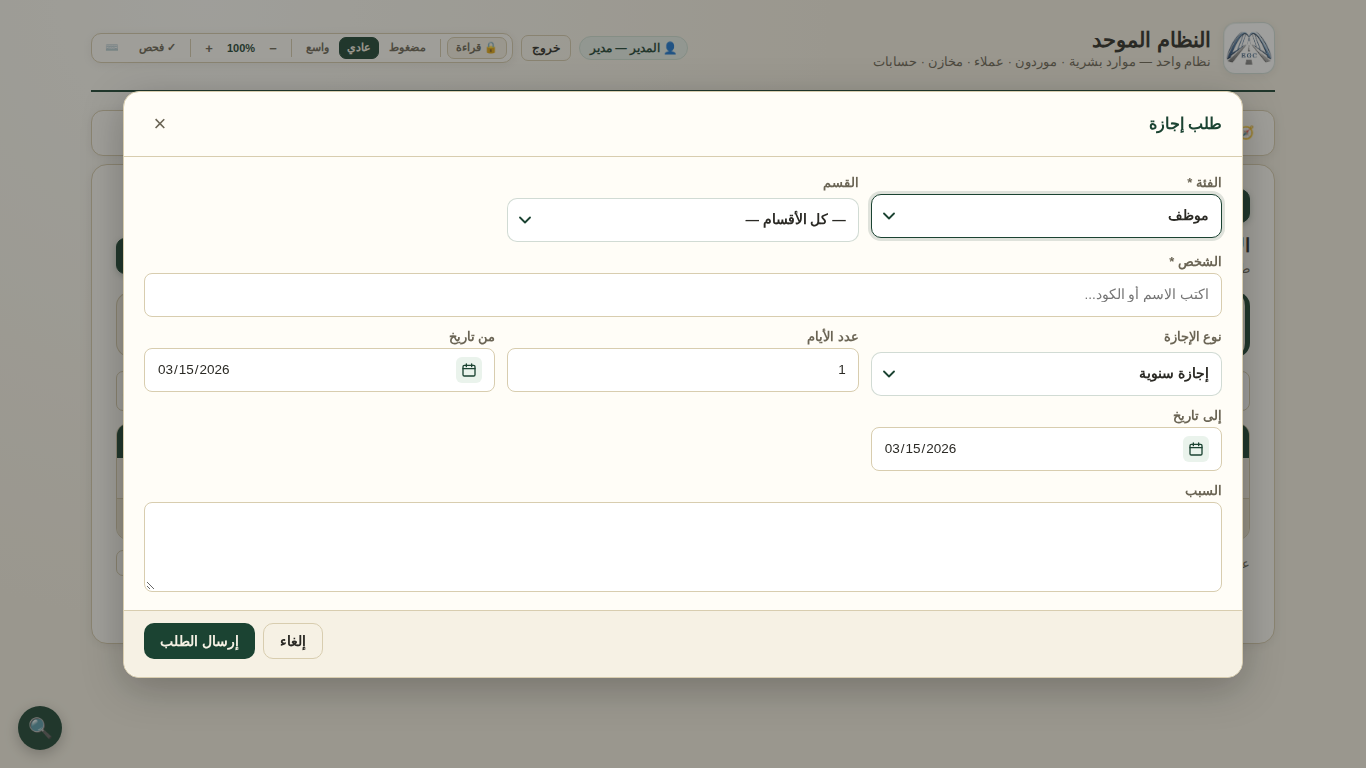 النظام الموحد
نظام واحد — موارد بشرية · موردون · عملاء · مخازن · حسابات
👤 المدير — مدير
خروج
🔒 قراءة
مضغوط
عادي
واسع
− 100% +
✓ فحص
طلب إجازة
×
الفئة *
موظف
القسم
— كل الأقسام —
الشخص *
اكتب الاسم أو الكود...
نوع الإجازة
إجازة سنوية
عدد الأيام
1
من تاريخ
03/15/2026
إلى تاريخ
03/15/2026
السبب
إلغاء
إرسال الطلب